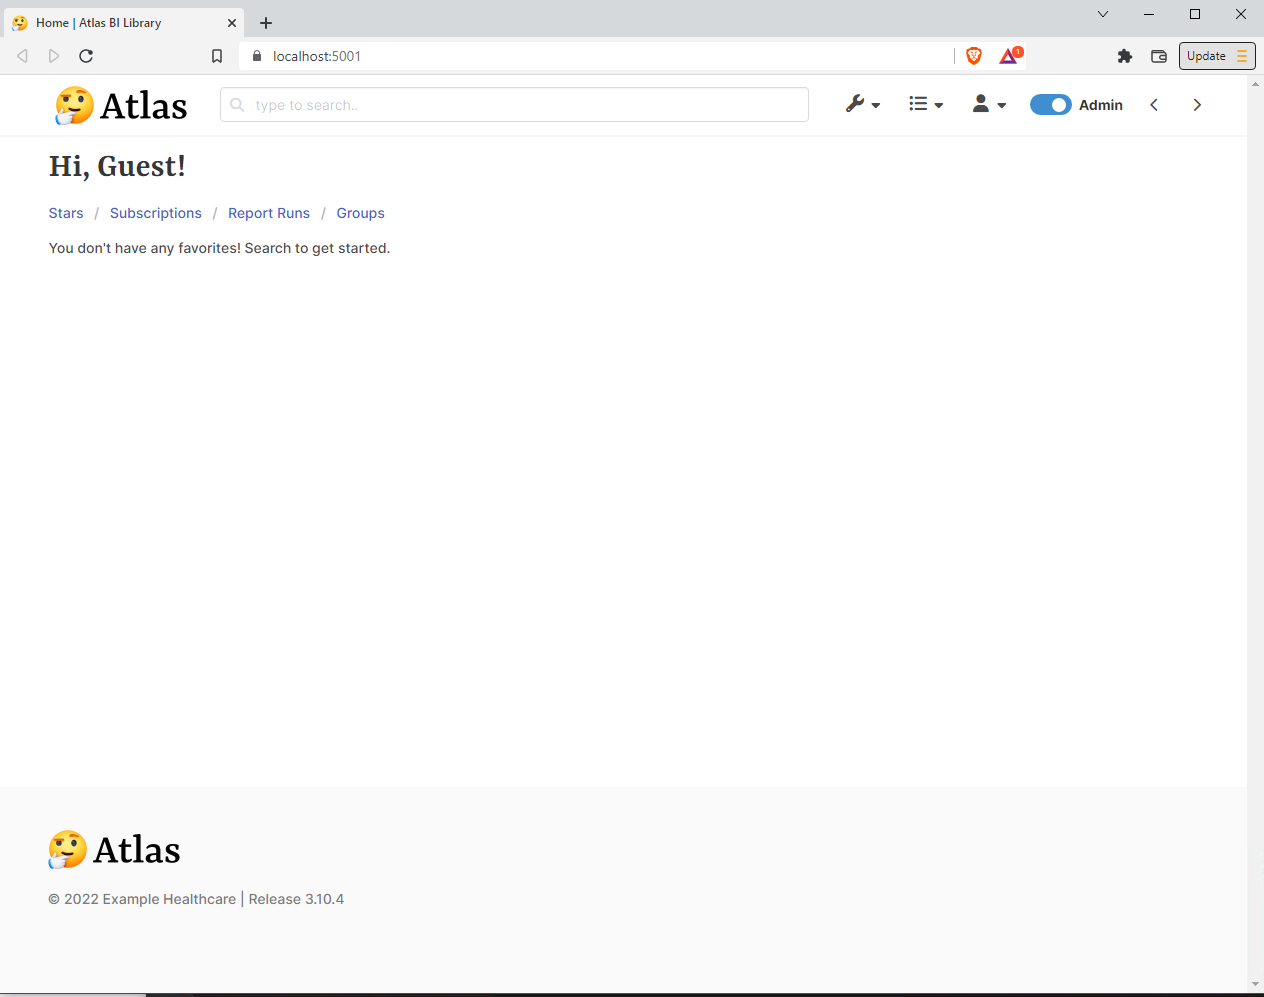 Home | Atlas BI Library
localhost:5001
1
Update
Atlas
type to search..
Admin
Hi, Guest!
Stars / Subscriptions / Report Runs / Groups
You don't have any favorites! Search to get started.
Atlas
© 2022 Example Healthcare | Release 3.10.4